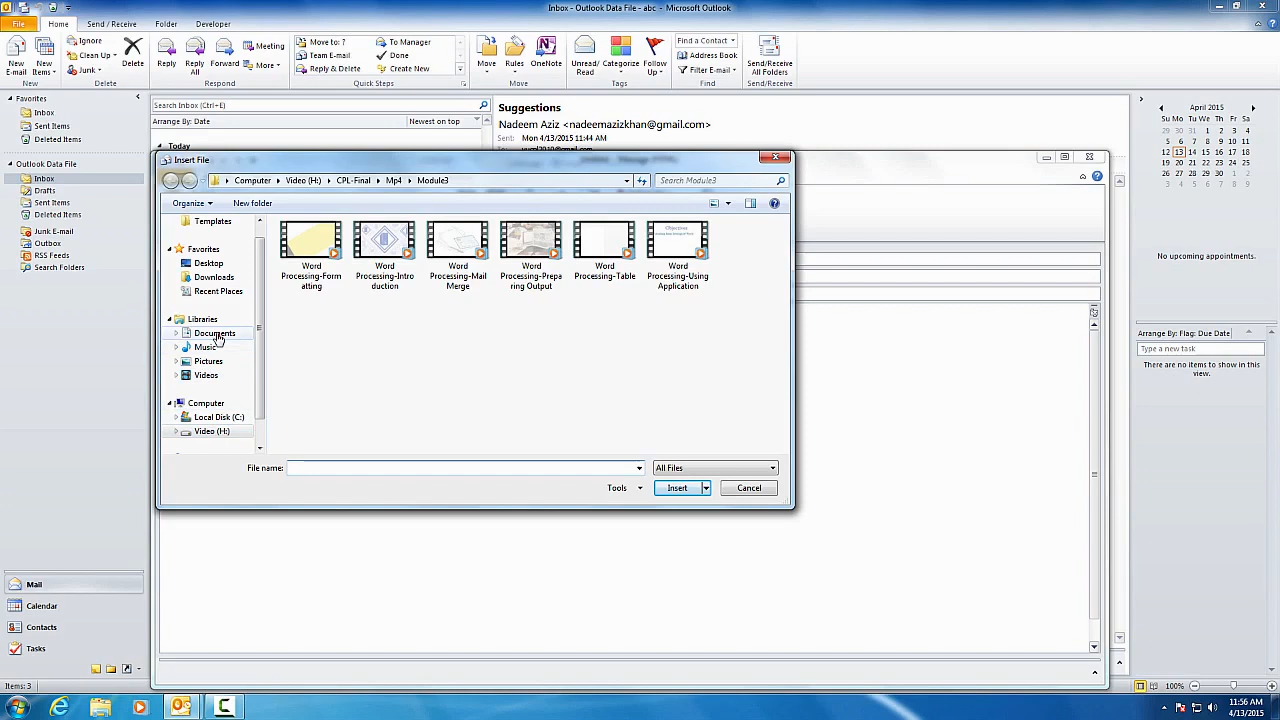 Inbox - Outlook Data File - abc - Microsoft Outlook
File Home Send / Receive Folder Developer
New E-mail
New Items
Ignore
Clean Up
Junk
Delete
Reply
Reply All
Forward
Meeting
More
Move to: ?
Team E-mail
Reply & Delete
To Manager
Done
Create New
Move
Rules
OneNote
Unread/ Read
Categorize
Follow Up
Find a Contact
Address Book
Filter E-mail
Send/Receive All Folders
New Delete Respond Quick Steps Move Tags Find Send/Receive
Favorites
Inbox
Sent Items
Deleted Items
Outlook Data File
Inbox
Drafts
Sent Items
Deleted Items
Junk E-mail
Outbox
RSS Feeds
Search Folders
Search Inbox (Ctrl+E)
Arrange By: Date Newest on top
Today
Suggestions
Nadeem Aziz <nadeemazizkhan@gmail.com>
Sent: Mon 4/13/2015 11:44 AM
Insert File
Computer Video (H:) CPL-Final Mp4 Module3
Search Module3
Organize New folder
Templates
Favorites
Desktop
Downloads
Recent Places
Libraries
Documents
Music
Pictures
Videos
Computer
Local Disk (C:)
Video (H:)
Word Processing-Formatting
Word Processing-Introduction
Word Processing-Mail Merge
Word Processing-Preparing Output
Word Processing-Table
Objectives
Word Processing-Using Application
File name:
All Files
Tools Insert Cancel
April 2015
Su Mo Tu We Th Fr Sa
29 30 31 1 2 3 4
5 6 7 8 9 10 11
12 13 14 15 16 17 18
19 20 21 22 23 24 25
26 27 28 29 30 1 2
3 4 5 6 7 8 9
No upcoming appointments.
Arrange By: Flag: Due Date
Type a new task
There are no items to show in this view.
Mail
Calendar
Contacts
Tasks
Items: 3
100%
11:56 AM
4/13/2015